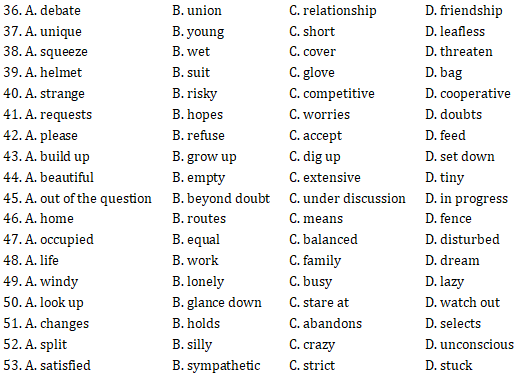 36. A. debate B. union C. relationship D. friendship
37. A. unique B. young C. short D. leafless
38. A. squeeze B. wet C. cover D. threaten
39. A. helmet B. suit C. glove D. bag
40. A. strange B. risky C. competitive D. cooperative
41. A. requests B. hopes C. worries D. doubts
42. A. please B. refuse C. accept D. feed
43. A. build up B. grow up C. dig up D. set down
44. A. beautiful B. empty C. extensive D. tiny
45. A. out of the question B. beyond doubt C. under discussion D. in progress
46. A. home B. routes C. means D. fence
47. A. occupied B. equal C. balanced D. disturbed
48. A. life B. work C. family D. dream
49. A. windy B. lonely C. busy D. lazy
50. A. look up B. glance down C. stare at D. watch out
51. A. changes B. holds C. abandons D. selects
52. A. split B. silly C. crazy D. unconscious
53. A. satisfied B. sympathetic C. strict D. stuck